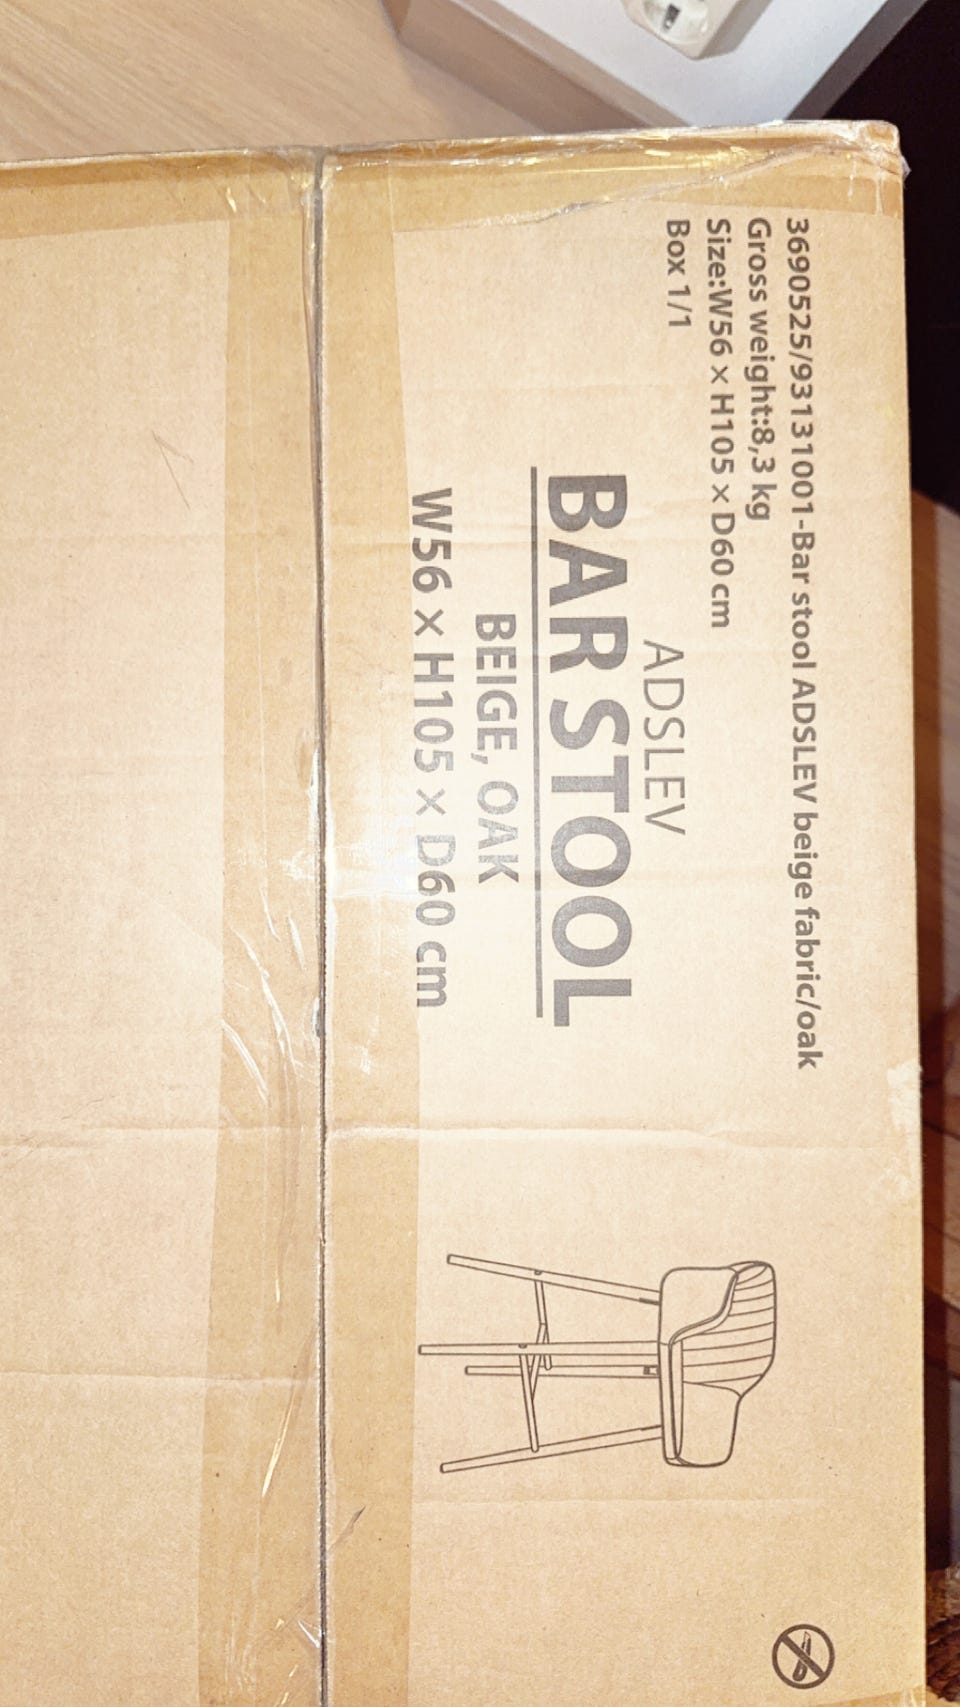 3690525/93131001-Bar stool ADSLEV beige fabric/oak
Gross weight:8,3 kg
Size:W56 × H105 × D60 cm
Box 1/1
ADSLEV
BAR STOOL
BEIGE, OAK
W56 × H105 × D60 cm